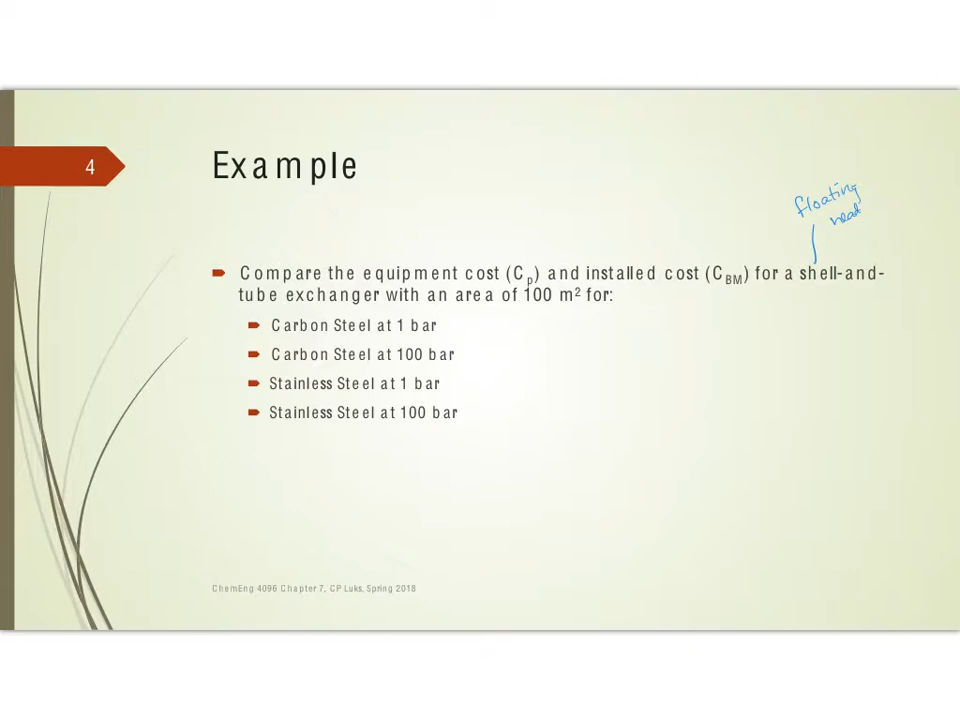 4
Example
floating
head
Compare the equipment cost (Cp) and installed cost (CBM) for a shell-and-
tube exchanger with an area of 100 m² for:
Carbon Steel at 1 bar
Carbon Steel at 100 bar
Stainless Steel at 1 bar
Stainless Steel at 100 bar
ChemEng 4096 Chapter 7, CP Luks, Spring 2018